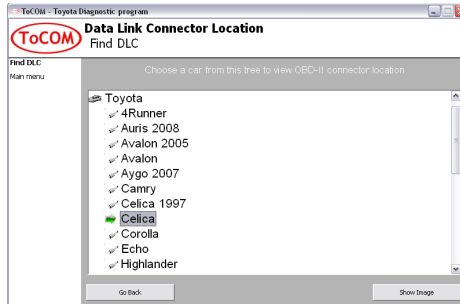 ToCOM - Toyota Diagnostic program
ToCOM
Data Link Connector Location
Find DLC
Find DLC
Main menu
Choose a car from this tree to view OBD-II connector location
Toyota
4Runner
Auris 2008
Avalon 2005
Avalon
Aygo 2007
Camry
Celica 1997
Celica
Corolla
Echo
Highlander
Go Back
Show Image